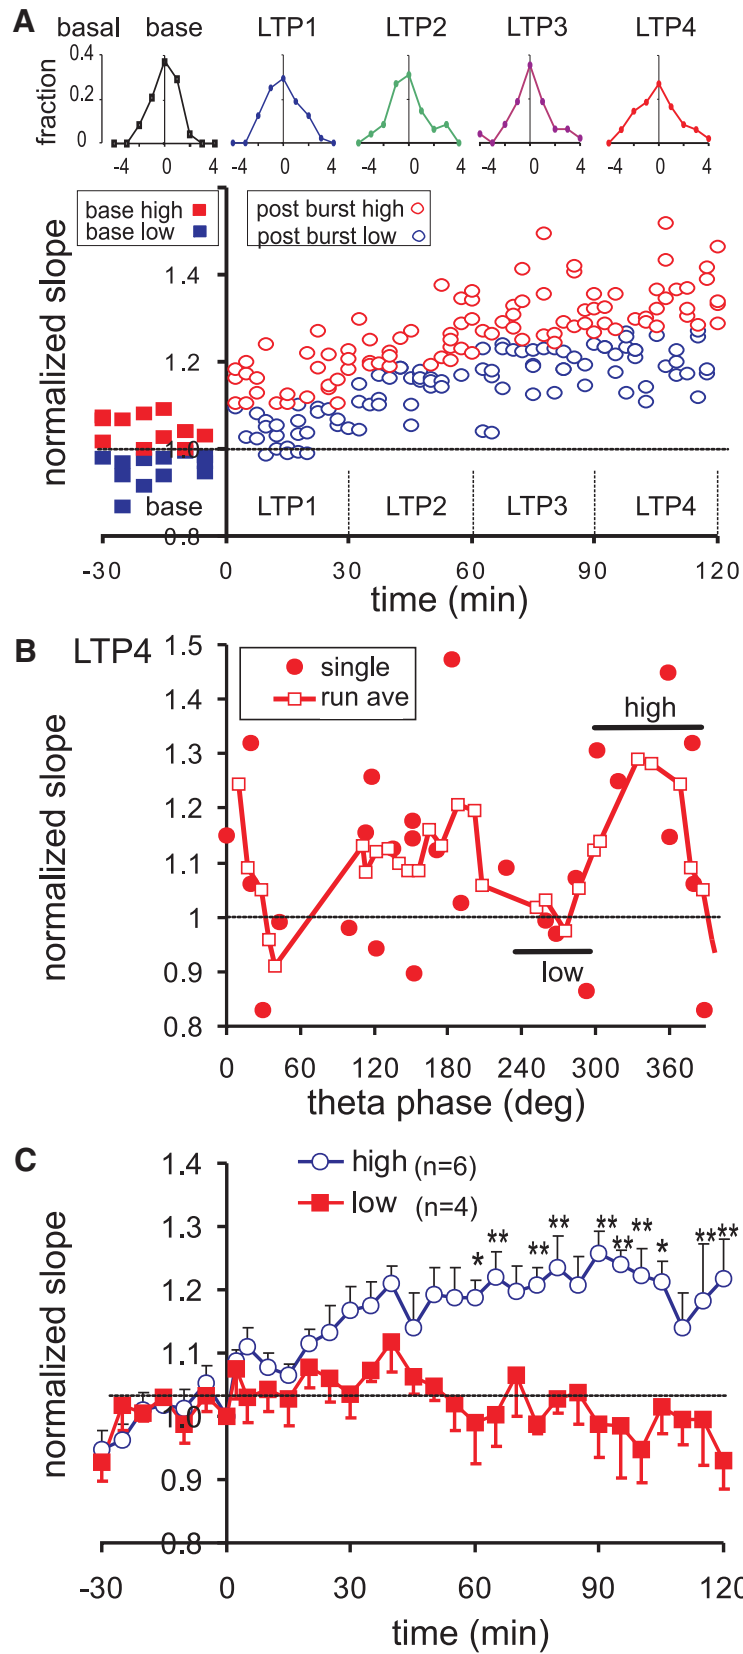 A
basal base LTP1 LTP2 LTP3 LTP4
fraction
0.4
0.2
0
-4 0 4 -4 0 4 -4 0 4 -4 0 4 -4 0 4
normalized slope
base high
base low
post burst high
post burst low
1.4
1.2
1.0
0.8
base LTP1 LTP2 LTP3 LTP4
-30 0 30 60 90 120
time (min)
B LTP4
normalized slope
1.5
1.4
1.3
1.2
1.1
1
0.9
0.8
single
run ave
high
low
0 60 120 180 240 300 360
theta phase (deg)
C
normalized slope
1.4
1.3
1.2
1.1
1.0
0.9
0.8
high (n=6)
low (n=4)
* ** ** ** ** ** ** * ** **
-30 0 30 60 90 120
time (min)